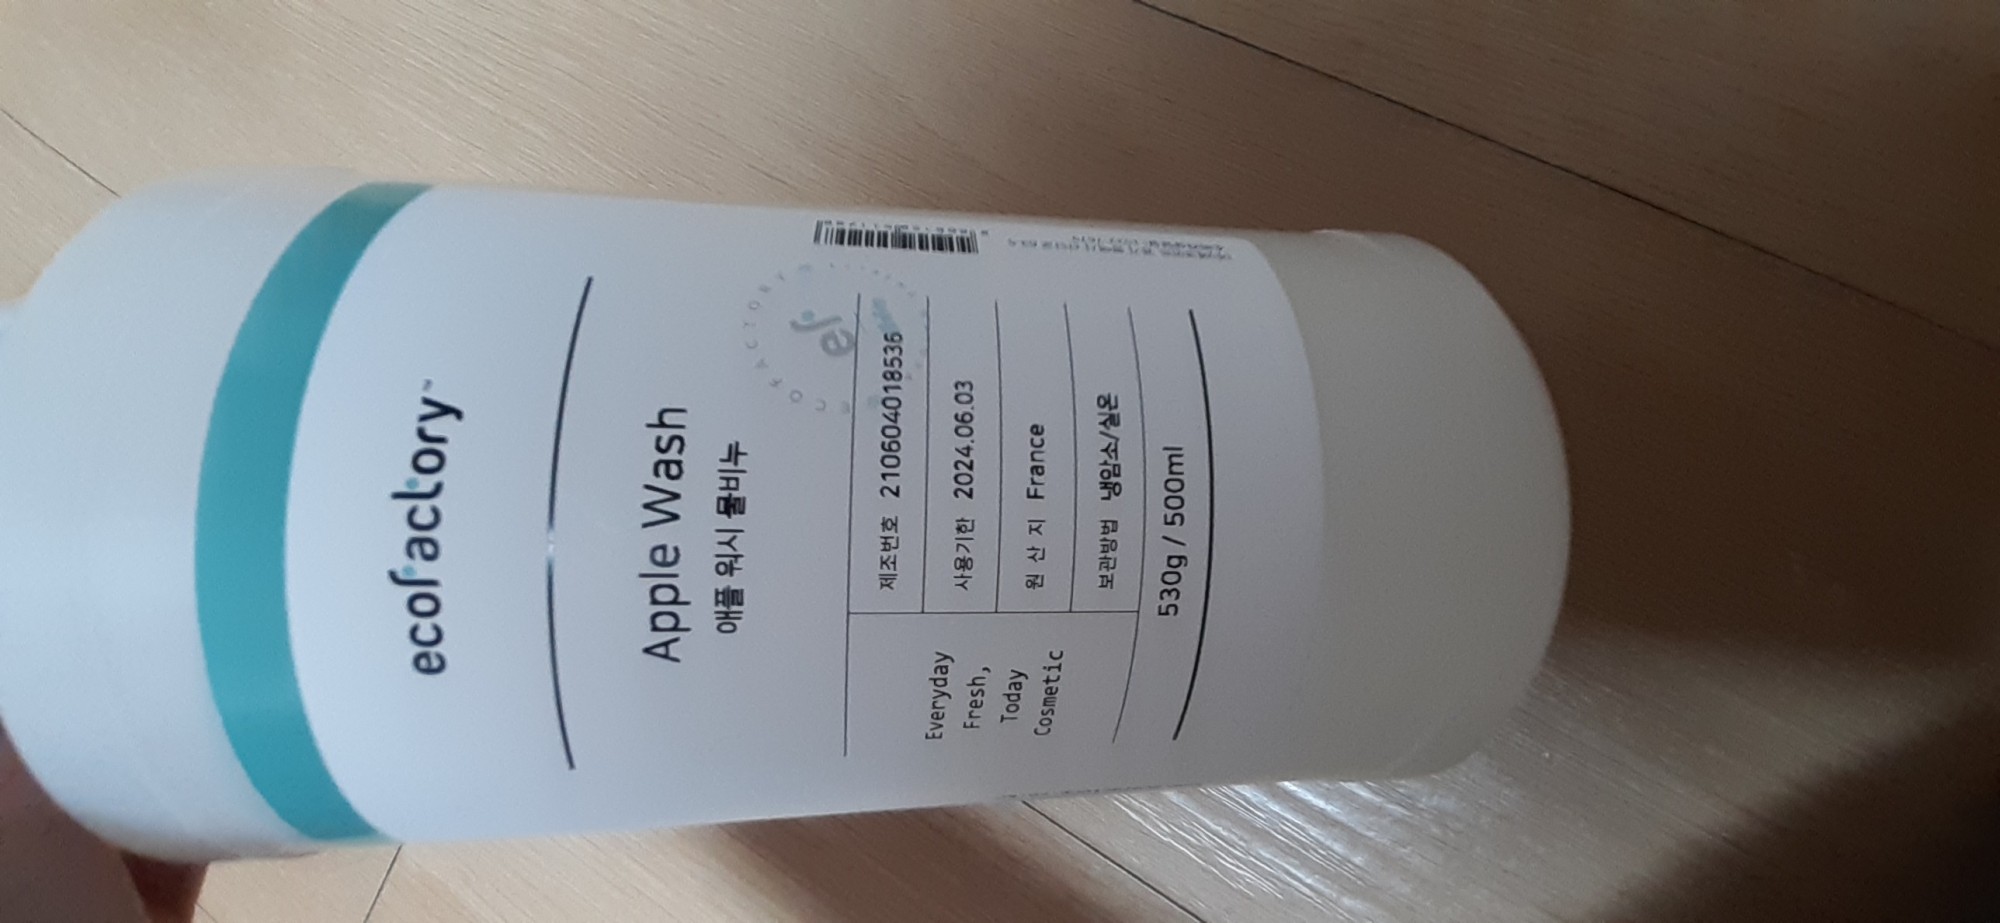 ecofactory™
Apple Wash
애플 워시 물비누
제조번호 210604018536
사용기한 2024.06.03
원 산 지 France
보관방법 냉암소/실온
Everyday
Fresh,
Today
Cosmetic
530g / 500ml
ef